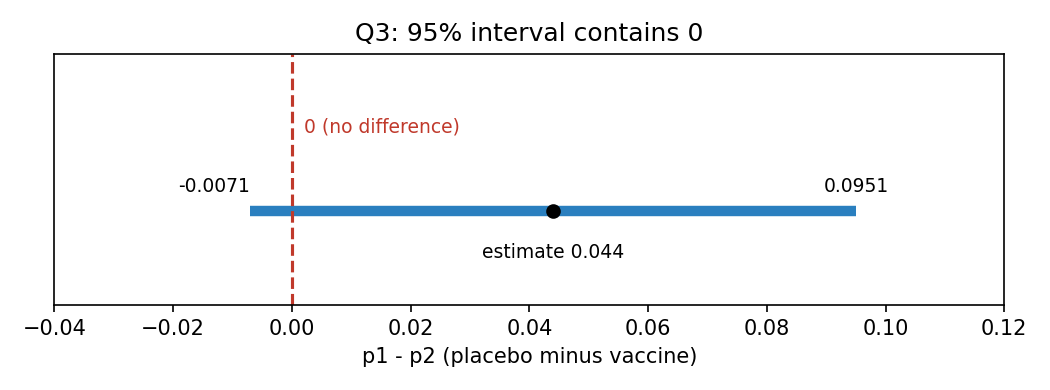 Q3: 95% interval contains 0
0 (no difference)
-0.0071
0.0951
estimate 0.044
−0.04
−0.02
0.00
0.02
0.04
0.06
0.08
0.10
0.12
p1 - p2 (placebo minus vaccine)